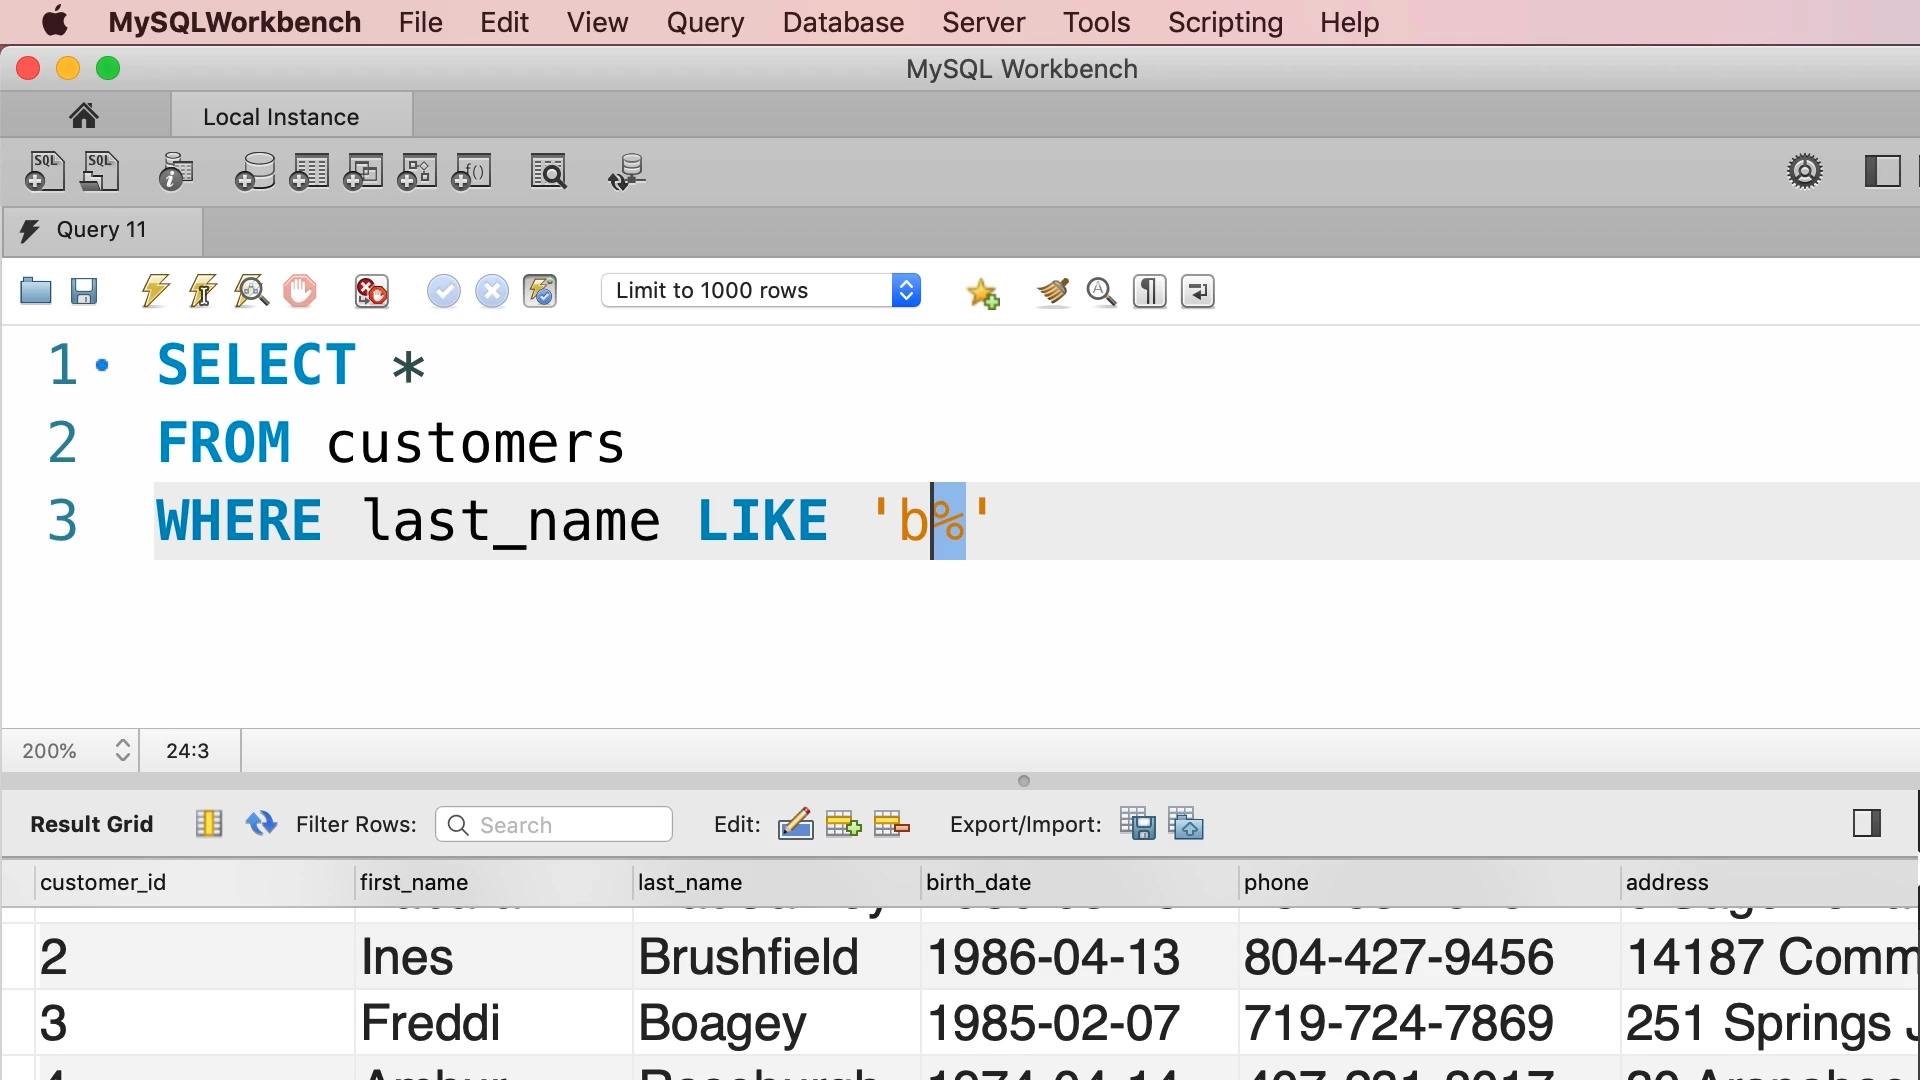 MySQLWorkbench File Edit View Query Database Server Tools Scripting Help
MySQL Workbench
Local Instance
SQL SQL
Query 11
Limit to 1000 rows
1 SELECT *
2 FROM customers
3 WHERE last_name LIKE 'b%'
200% 24:3
Result Grid Filter Rows: Search Edit: Export/Import:
customer_id first_name last_name birth_date phone address
2 Ines Brushfield 1986-04-13 804-427-9456 14187 Comm
3 Freddi Boagey 1985-02-07 719-724-7869 251 Springs